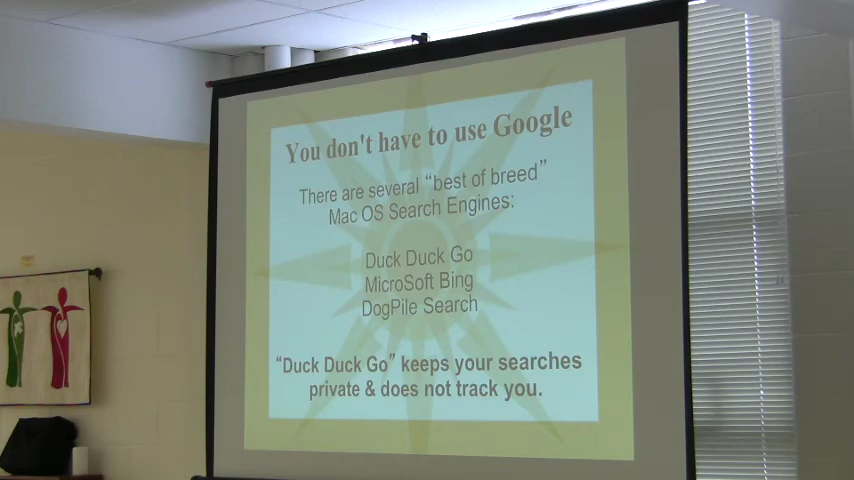 You don't have to use Google
There are several “best of breed”
Mac OS Search Engines:
Duck Duck Go
MicroSoft Bing
DogPile Search
“Duck Duck Go” keeps your searches
private & does not track you.